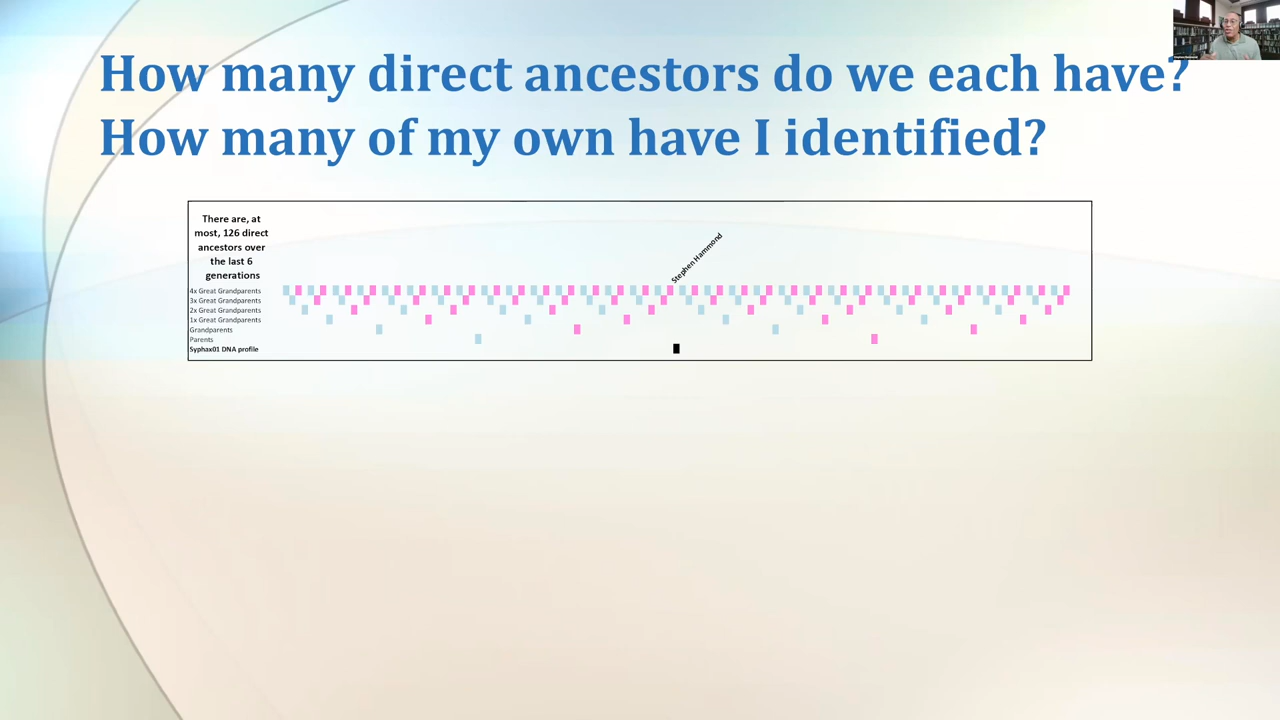 How many direct ancestors do we each have?
How many of my own have I identified?
There are, at
most, 126 direct
ancestors over
the last 6
generations
Stephen Hammond
4x Great Grandparents
3x Great Grandparents
2x Great Grandparents
1x Great Grandparents
Grandparents
Parents
Syphax01 DNA profile